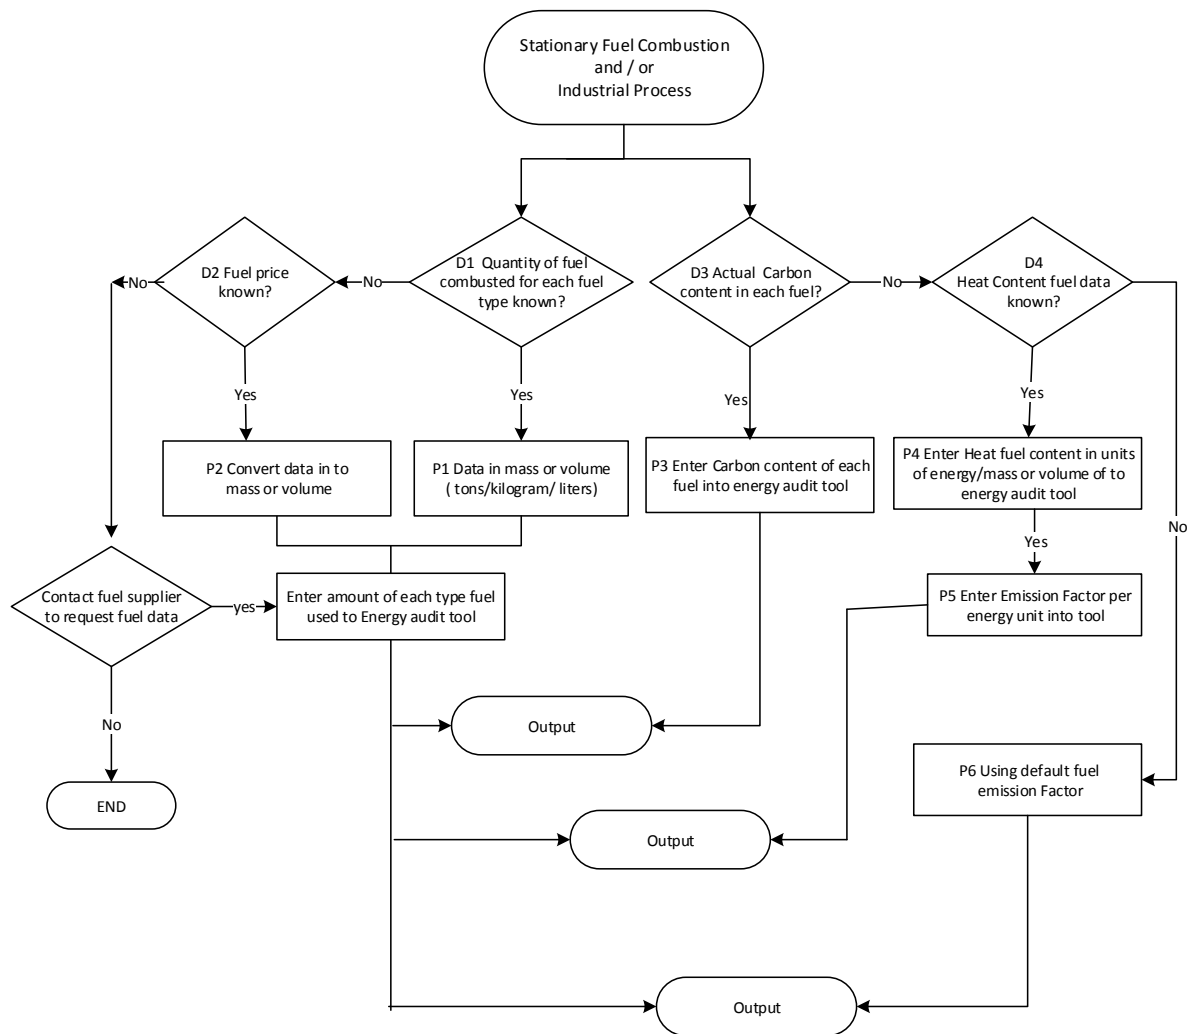 Stationary Fuel Combustion
and / or
Industrial Process
D2 Fuel price
known?
No
D1 Quantity of fuel
combusted for each fuel
type known?
No
D3 Actual Carbon
content in each fuel?
No
D4
Heat Content fuel data
known?
Yes
Yes
Yes
Yes
P2 Convert data in to
mass or volume
P1 Data in mass or volume
( tons/kilogram/ liters)
P3 Enter Carbon content of each
fuel into energy audit tool
P4 Enter Heat fuel content in units
of energy/mass or volume of to
energy audit tool
No
Yes
Contact fuel supplier
to request fuel data
yes
Enter amount of each type fuel
used to Energy audit tool
P5 Enter Emission Factor per
energy unit into tool
No
Output
END
P6 Using default fuel
emission Factor
Output
Output